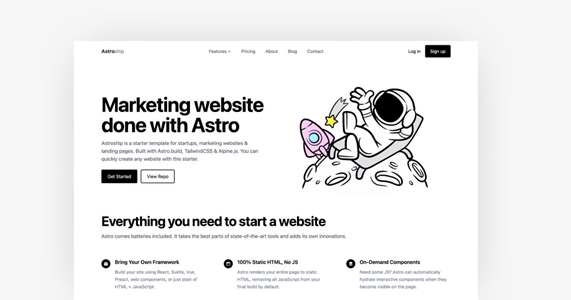 Astroship
Features Pricing About Blog Contact
Log in Sign up
Marketing website
done with Astro
Astroship is a starter template for startups, marketing websites &
landing pages. Built with Astro.build, TailwindCSS & Alpine.js. You can
quickly create any website with this starter.
Get Started View Repo
Everything you need to start a website
Astro comes batteries included. It takes the best parts of state-of-the-art tools and adds its own innovations.
Bring Your Own Framework
Build your site using React, Svelte, Vue,
Preact, web components, or just plain ol'
HTML + JavaScript.
100% Static HTML, No JS
Astro renders your entire page to static
HTML, removing all JavaScript from your
final build by default.
On-Demand Components
Need some JS? Astro can automatically
hydrate interactive components when they
become visible on the page.